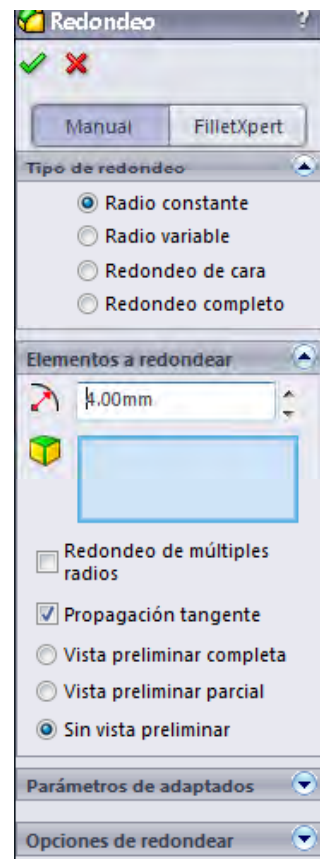 Redondeo ?
Manual FilletXpert
Tipo de redondeo
Radio constante
Radio variable
Redondeo de cara
Redondeo completo
Elementos a redondear
4.00mm
Redondeo de múltiples
radios
Propagación tangente
Vista preliminar completa
Vista preliminar parcial
Sin vista preliminar
Parámetros de adaptados
Opciones de redondear